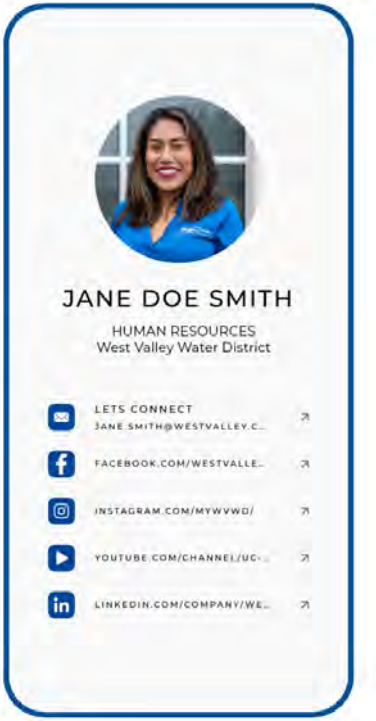 JANE DOE SMITH
HUMAN RESOURCES
West Valley Water District
LETS CONNECT
JANE.SMITH@WESTVALLEY.C...
FACEBOOK.COM/WESTVALLE...
INSTAGRAM.COM/MYWVWD/
YOUTUBE.COM/CHANNEL/UC-...
LINKEDIN.COM/COMPANY/WE...